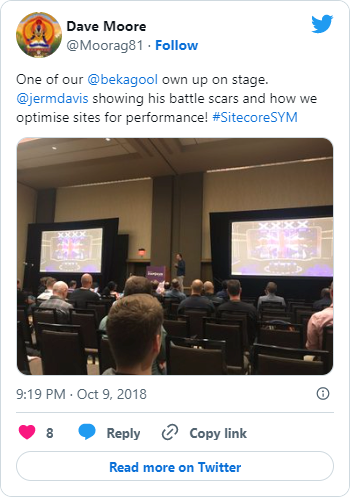 Dave Moore
@Moorag81 · Follow
One of our @bekagool own up on stage.
@jermdavis showing his battle scars and how we
optimise sites for performance! #SitecoreSYM
XXXX
XXXX
9:19 PM · Oct 9, 2018
8 Reply Copy link
Read more on Twitter